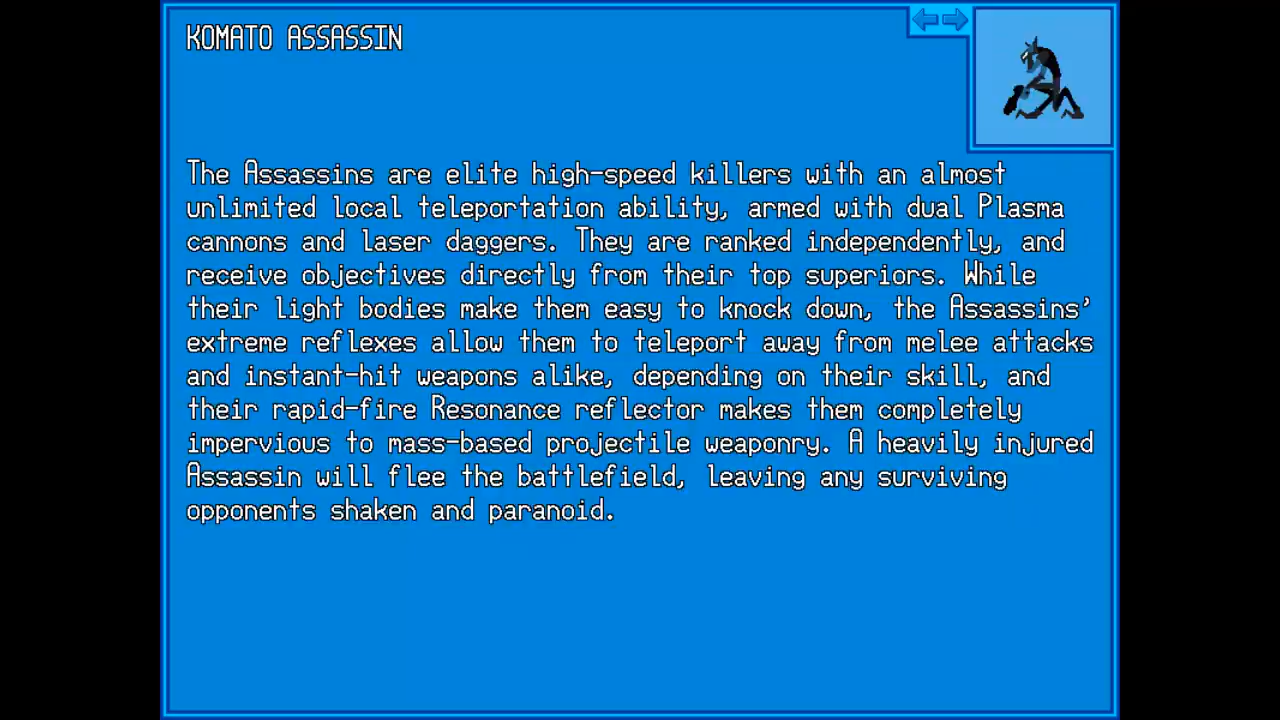 KOMATO ASSASSIN
The Assassins are elite high-speed killers with an almost
unlimited local teleportation ability, armed with dual Plasma
cannons and laser daggers. They are ranked independently, and
receive objectives directly from their top superiors. While
their light bodies make them easy to knock down, the Assassins’
extreme reflexes allow them to teleport away from melee attacks
and instant-hit weapons alike, depending on their skill, and
their rapid-fire Resonance reflector makes them completely
impervious to mass-based projectile weaponry. A heavily injured
Assassin will flee the battlefield, leaving any surviving
opponents shaken and paranoid.